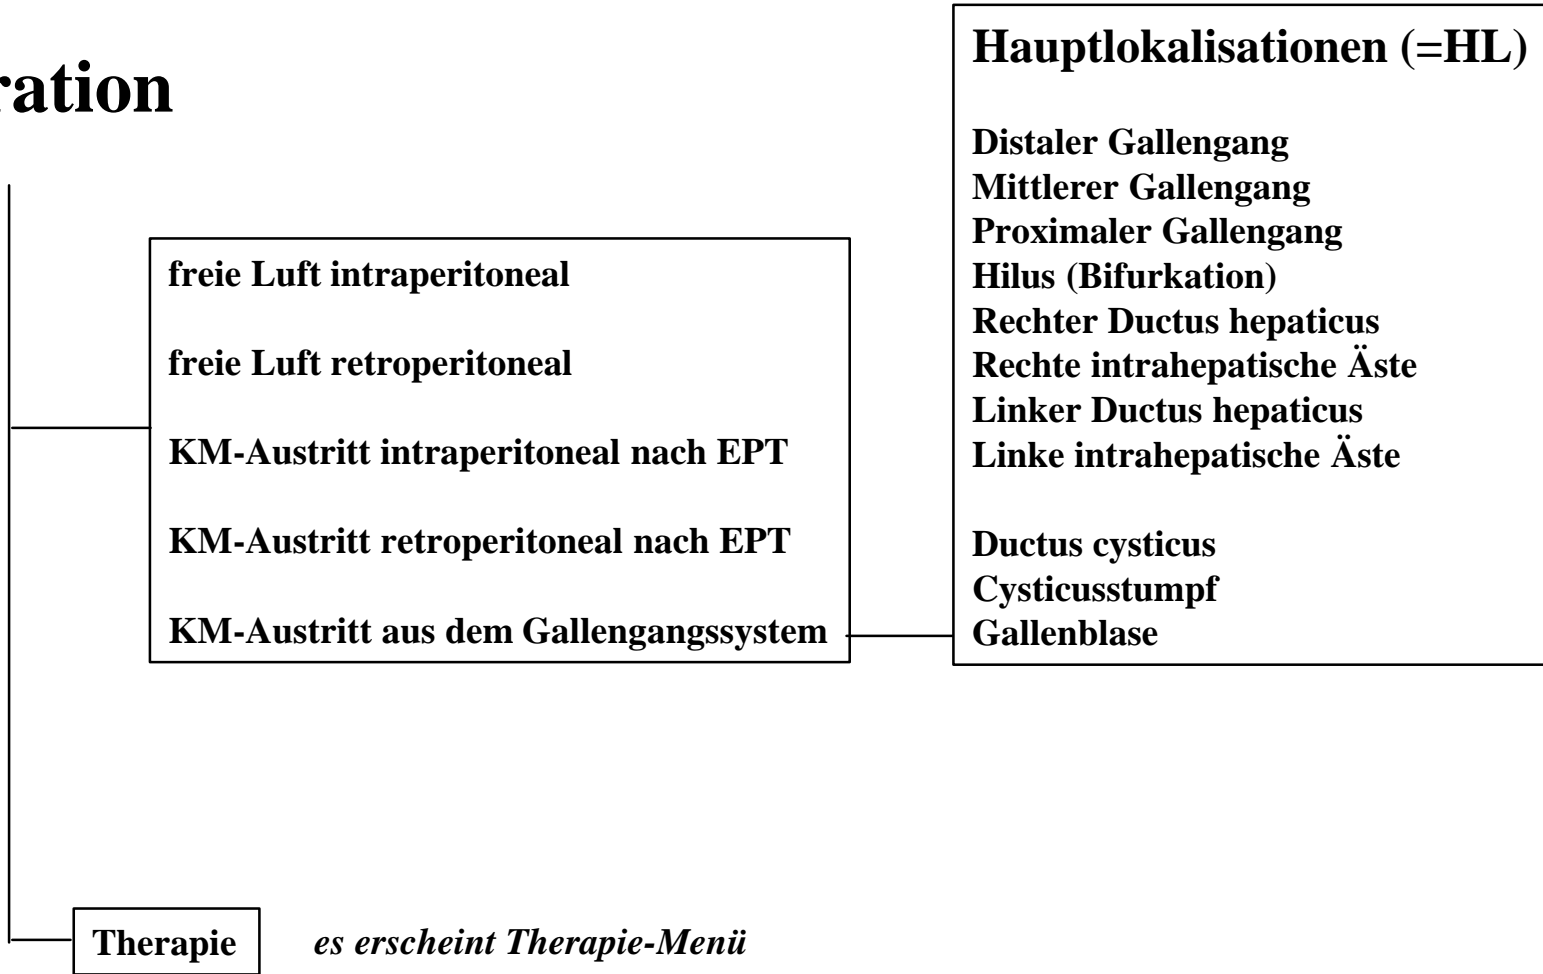 ration
freie Luft intraperitoneal
freie Luft retroperitoneal
KM-Austritt intraperitoneal nach EPT
KM-Austritt retroperitoneal nach EPT
KM-Austritt aus dem Gallengangssystem
Hauptlokalisationen (=HL)
Distaler Gallengang
Mittlerer Gallengang
Proximaler Gallengang
Hilus (Bifurkation)
Rechter Ductus hepaticus
Rechte intrahepatische Äste
Linker Ductus hepaticus
Linke intrahepatische Äste
Ductus cysticus
Cysticusstumpf
Gallenblase
Therapie es erscheint Therapie-Menü